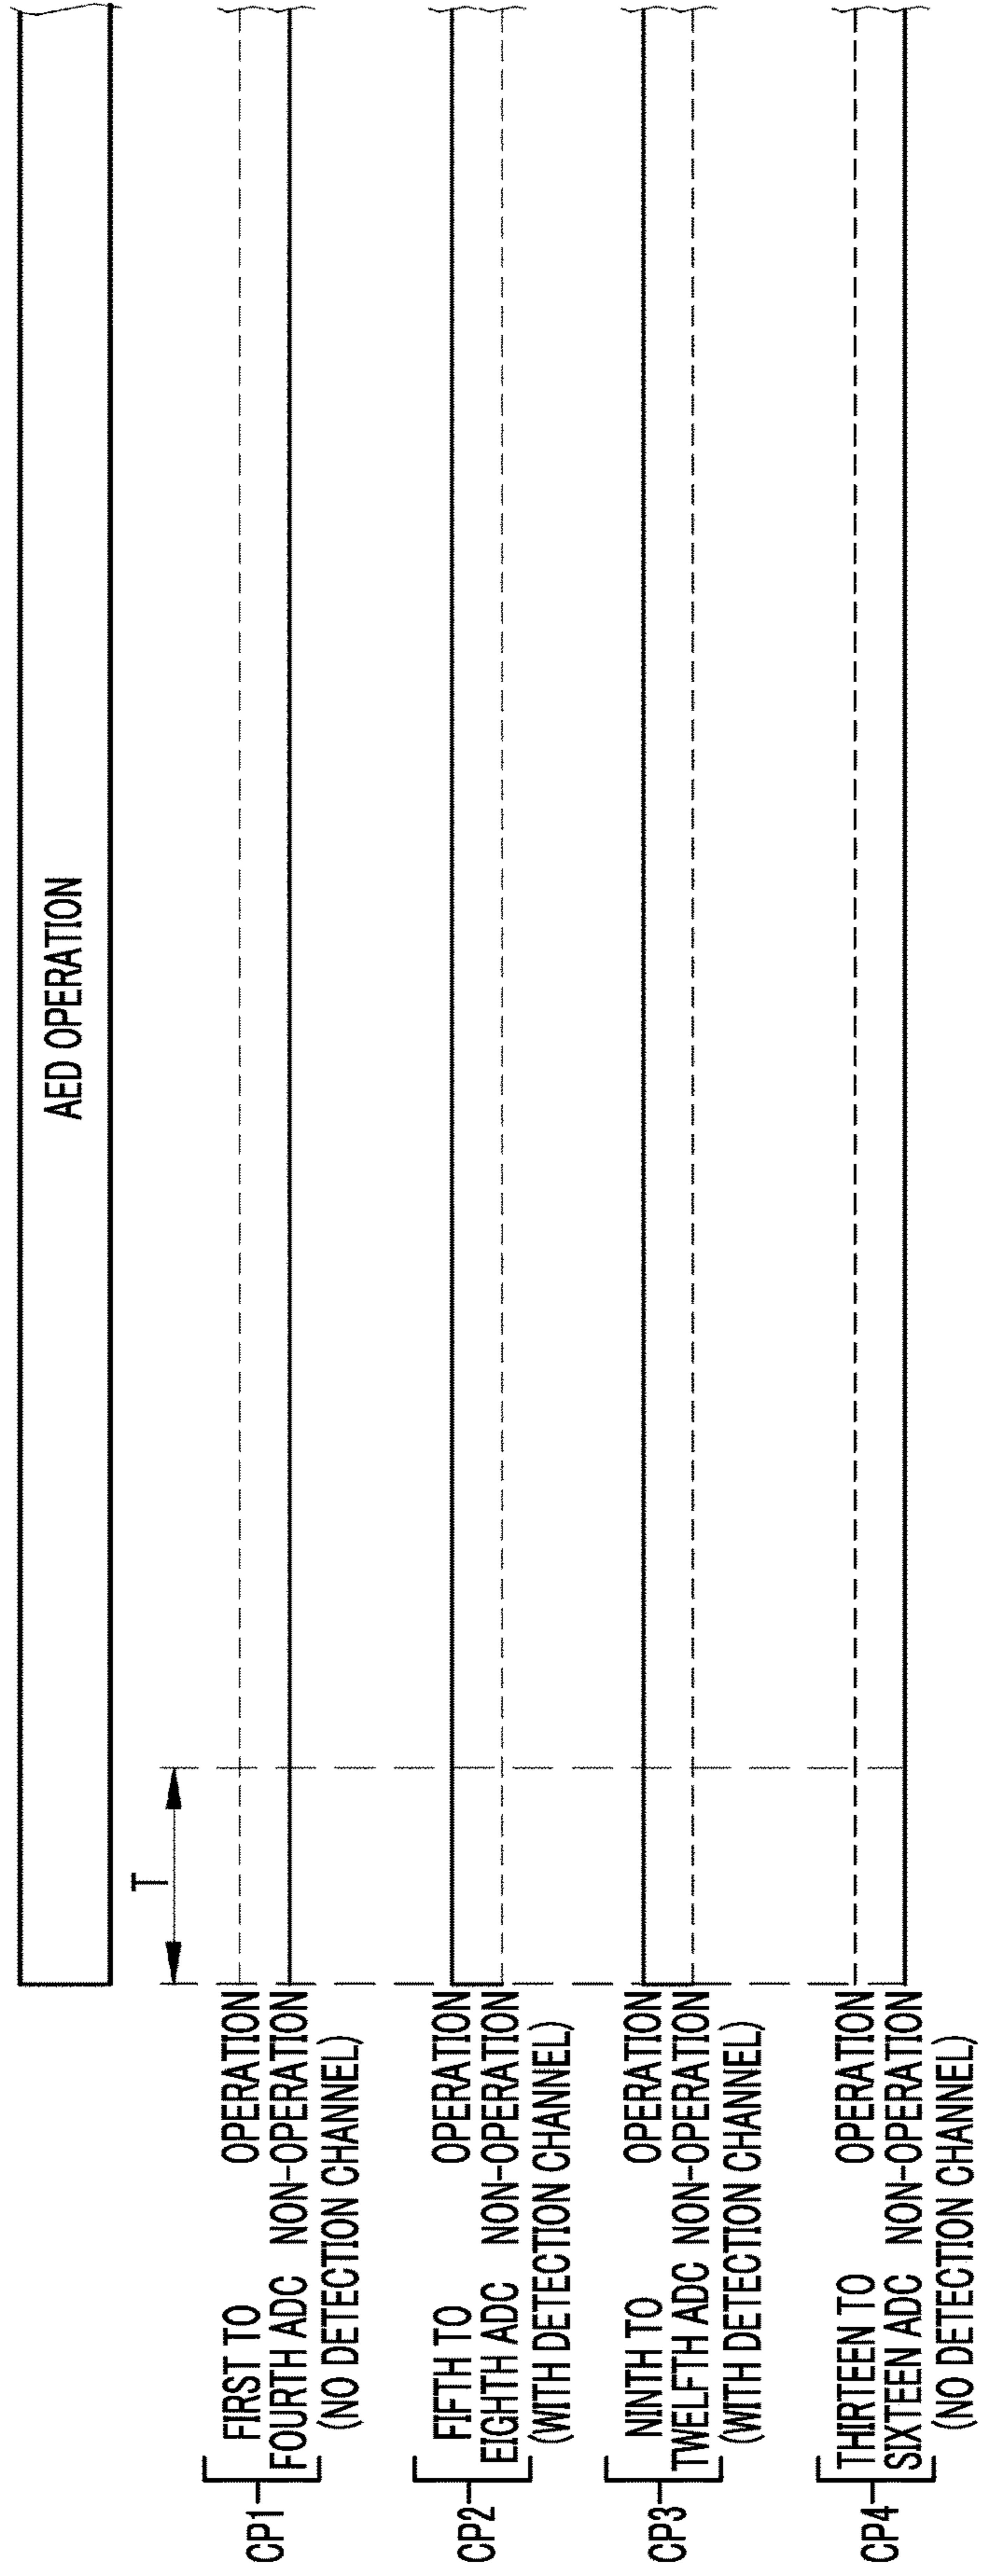 AED OPERATION
T
CP1
FIRST TO OPERATION
FOURTH ADC NON-OPERATION
(NO DETECTION CHANNEL)
CP2
FIFTH TO OPERATION
EIGHTH ADC NON-OPERATION
(WITH DETECTION CHANNEL)
CP3
NINTH TO OPERATION
TWELFTH ADC NON-OPERATION
(WITH DETECTION CHANNEL)
CP4
THIRTEEN TO OPERATION
SIXTEEN ADC NON-OPERATION
(NO DETECTION CHANNEL)